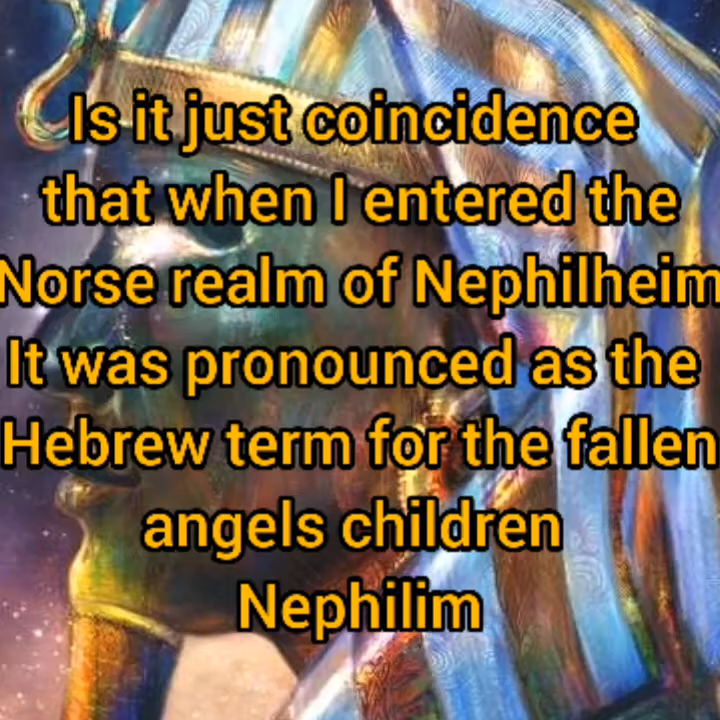 Is it just coincidence
that when I entered the
Norse realm of Nephilheim
It was pronounced as the
Hebrew term for the fallen
angels children
Nephilim